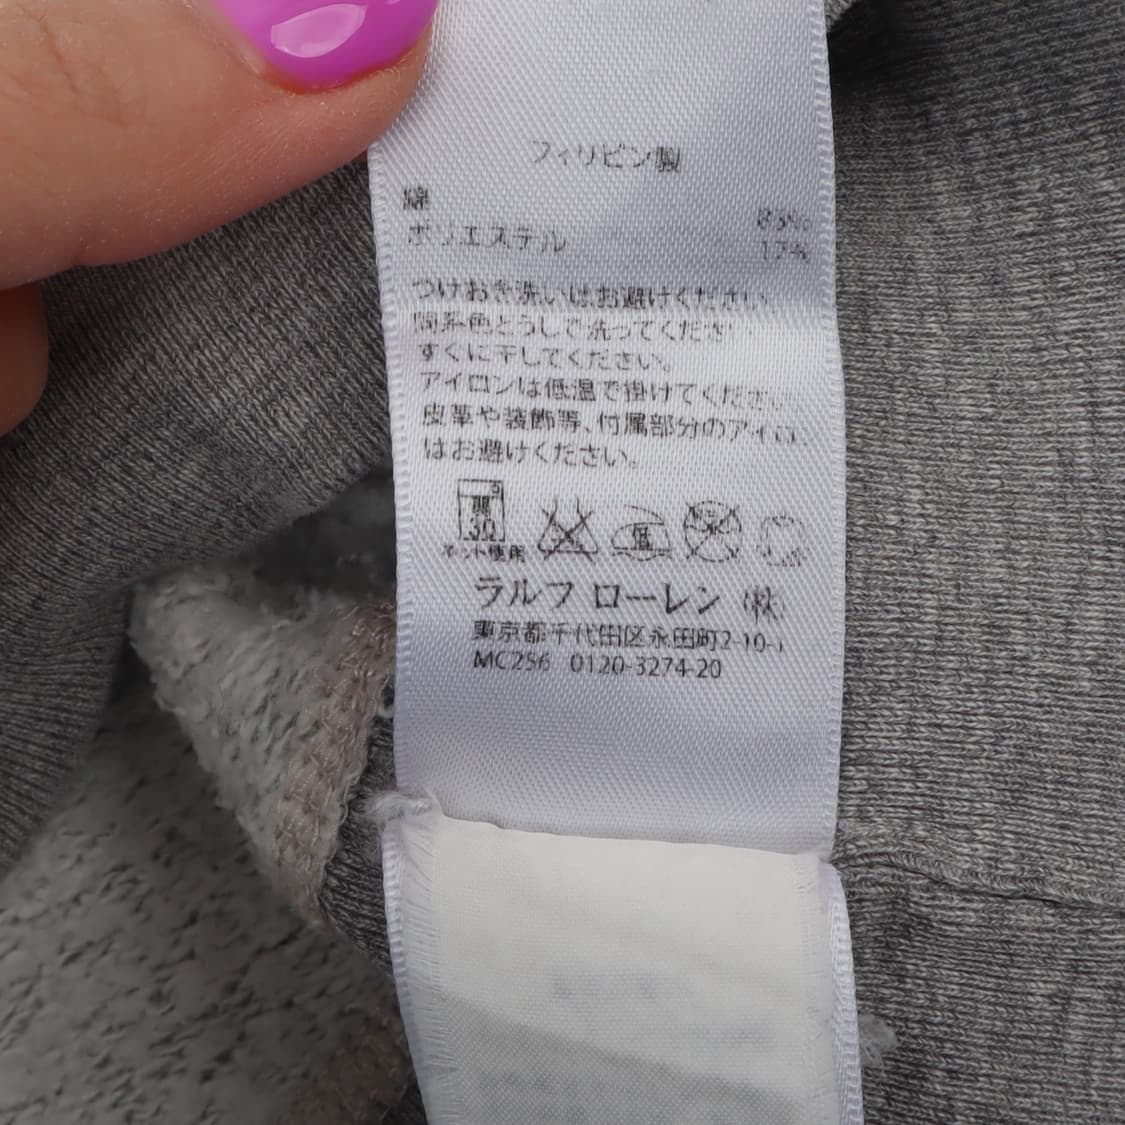 フィリピン製
綿
ポリエステル 17%
つけおき洗いはお避けください
同系色とうしで洗ってくださ
すぐに干してください。
アイロンは低温で掛けてくださ
皮革や装飾等、付属部分のアイロ
はお避けください。
30
ネット使用 低
ラルフ ローレン (株)
東京都千代田区永田町2-10-1
MC256 0120-3274-20